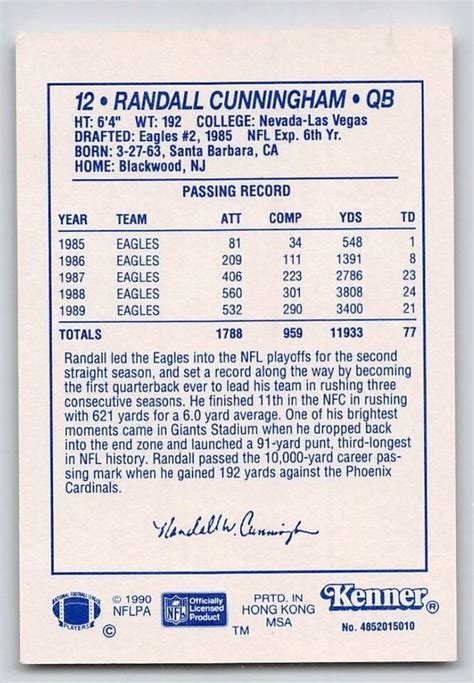 12 • RANDALL CUNNINGHAM • QB
HT: 6'4" WT: 192 COLLEGE: Nevada-Las Vegas
DRAFTED: Eagles #2, 1985 NFL Exp. 6th Yr.
BORN: 3-27-63, Santa Barbara, CA
HOME: Blackwood, NJ
PASSING RECORD
YEAR TEAM ATT COMP YDS TD
1985 EAGLES 81 34 548 1
1986 EAGLES 209 111 1391 8
1987 EAGLES 406 223 2786 23
1988 EAGLES 560 301 3808 24
1989 EAGLES 532 290 3400 21
TOTALS 1788 959 11933 77
Randall led the Eagles into the NFL playoffs for the second
straight season, and set a record along the way by becoming
the first quarterback ever to lead his team in rushing three
consecutive seasons. He finished 11th in the NFC in rushing
with 621 yards for a 6.0 yard average. One of his brightest
moments came in Giants Stadium when he dropped back
into the end zone and launched a 91-yard punt, third-longest
in NFL history. Randall passed the 10,000-yard career pas-
sing mark when he gained 192 yards against the Phoenix
Cardinals.
Randall W. Cunningham
NATIONAL FOOTBALL LEAGUE
PLAYERS
©
© 1990
NFLPA
NFL
Officially
Licensed
Product
TM
PRTD. IN
HONG KONG
MSA
Kenner®
No. 4852015010